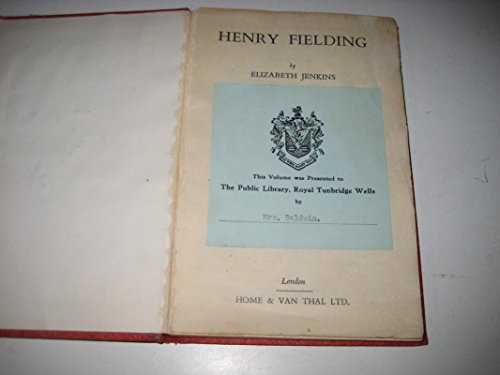 HENRY FIELDING
by
ELIZABETH JENKINS
This Volume was Presented to
The Public Library, Royal Tunbridge Wells
by
Mrs. Baldwin.
London
HOME & VAN THAL LTD.